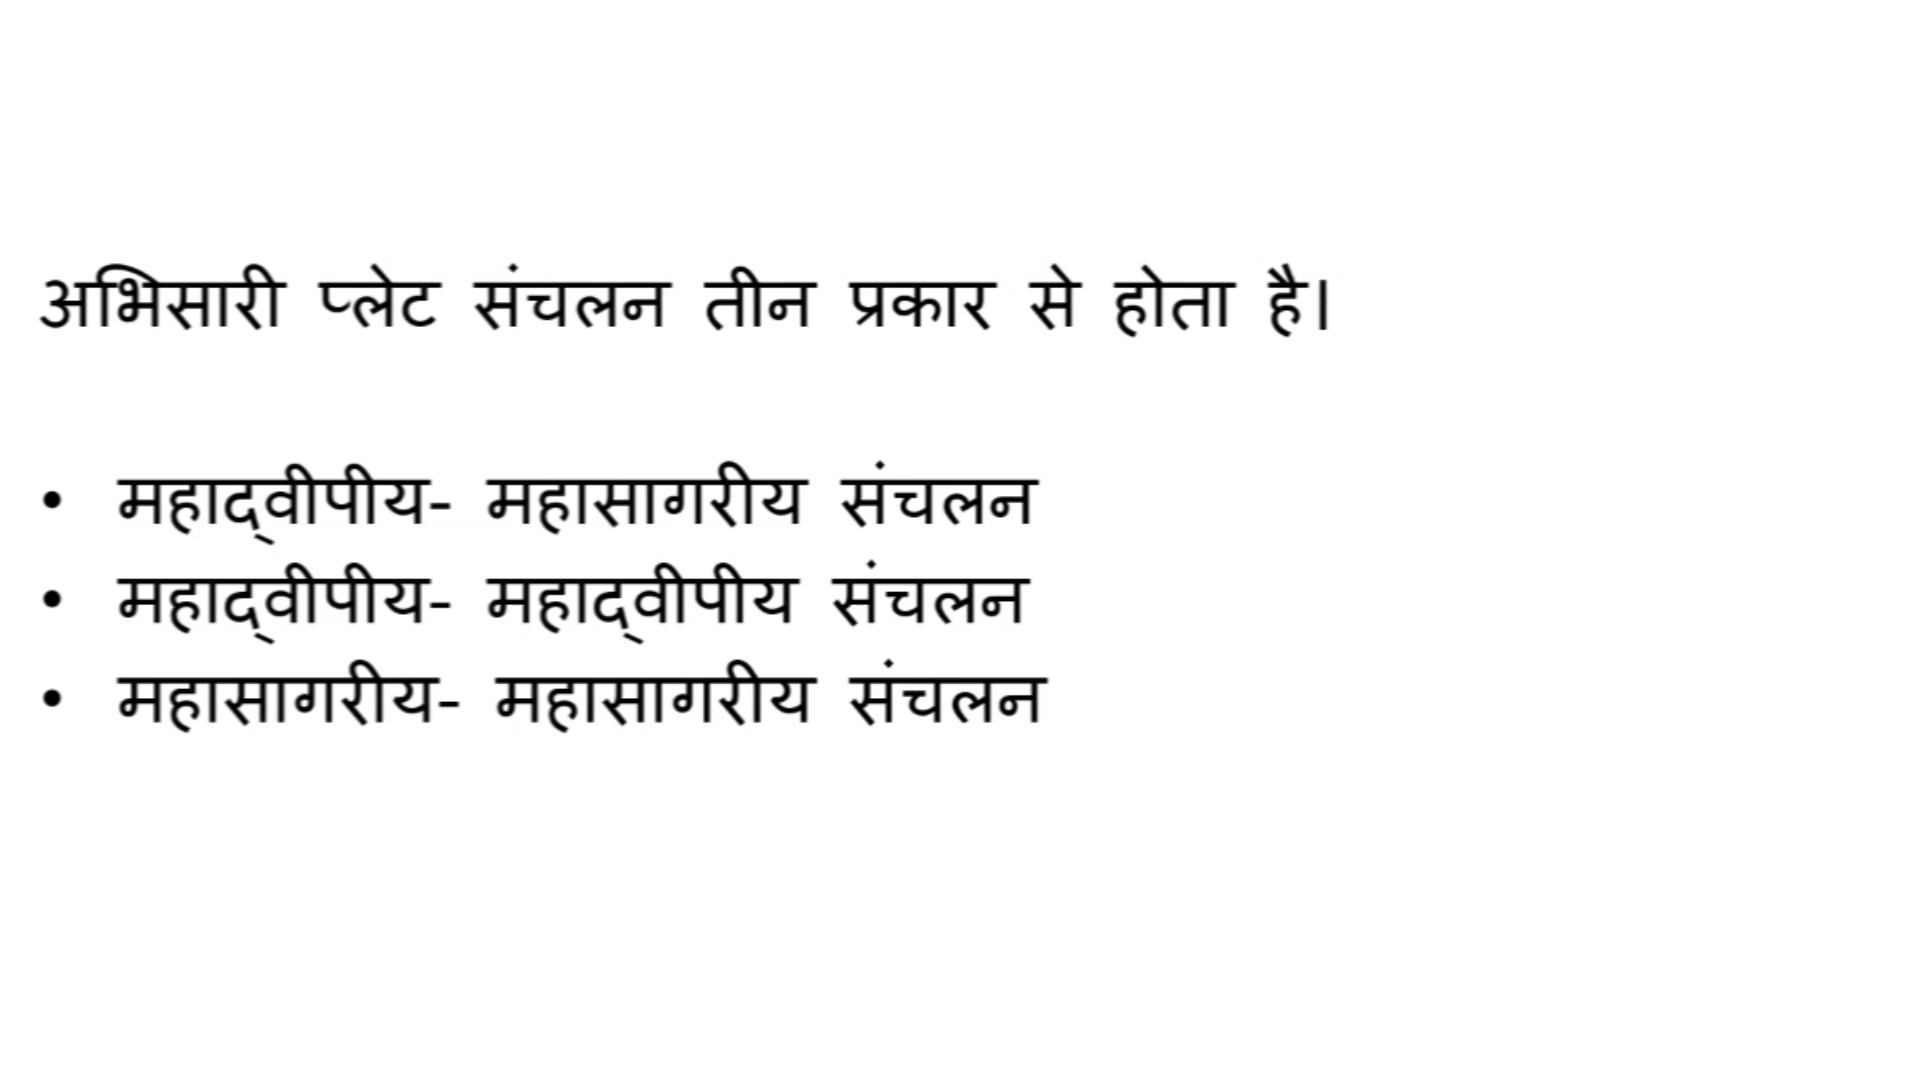 अभिसारी प्लेट संचलन तीन प्रकार से होता है।
• महाद्वीपीय- महासागरीय संचलन
• महाद्वीपीय- महाद्वीपीय संचलन
• महासागरीय- महासागरीय संचलन